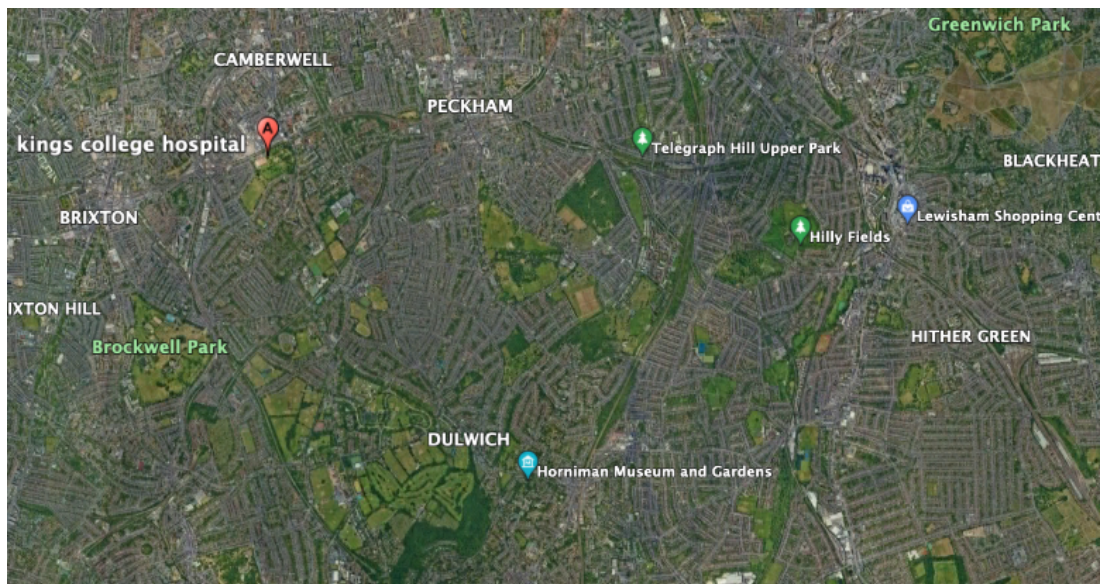 Greenwich Park
CAMBERWELL
PECKHAM
A
kings college hospital
Telegraph Hill Upper Park
BLACKHEAT
BRIXTON
Lewisham Shopping Cent
Hilly Fields
IXTON HILL
HITHER GREEN
Brockwell Park
DULWICH
Horniman Museum and Gardens